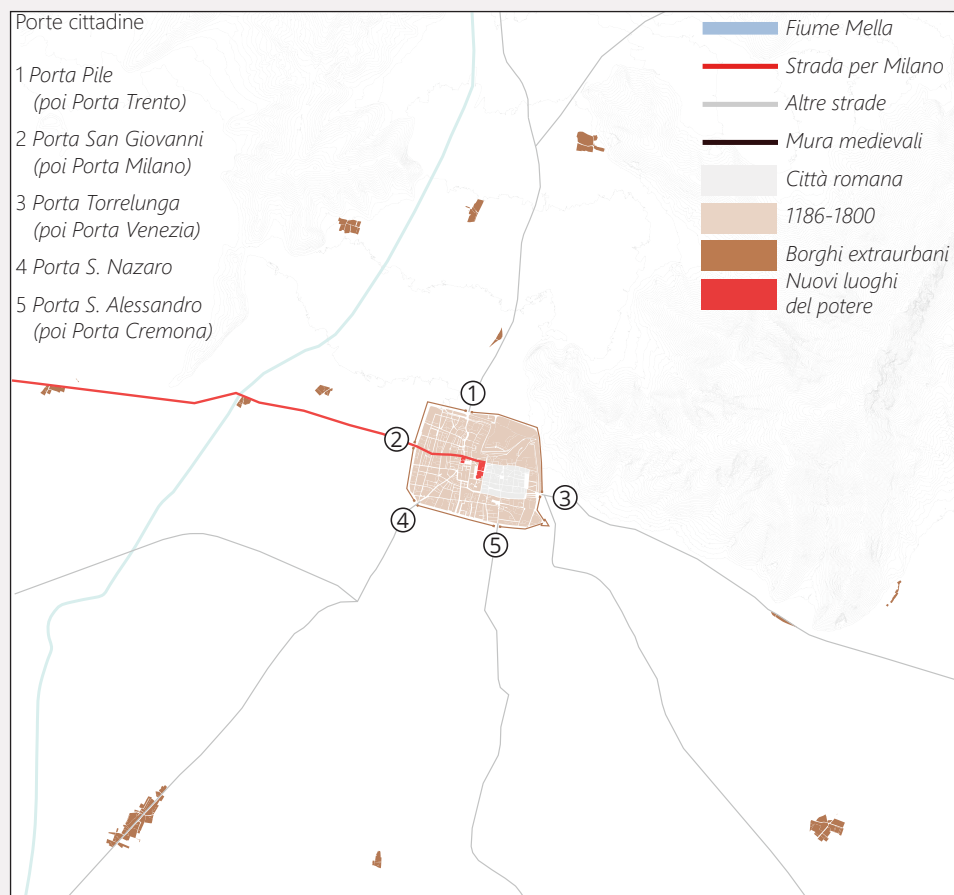 Porte cittadine
1 Porta Pile
(poi Porta Trento)
2 Porta San Giovanni
(poi Porta Milano)
3 Porta Torrelunga
(poi Porta Venezia)
4 Porta S. Nazaro
5 Porta S. Alessandro
(poi Porta Cremona)
Fiume Mella
Strada per Milano
Altre strade
Mura medievali
Città romana
1186-1800
Borghi extraurbani
Nuovi luoghi
del potere
1
2
3
4
5